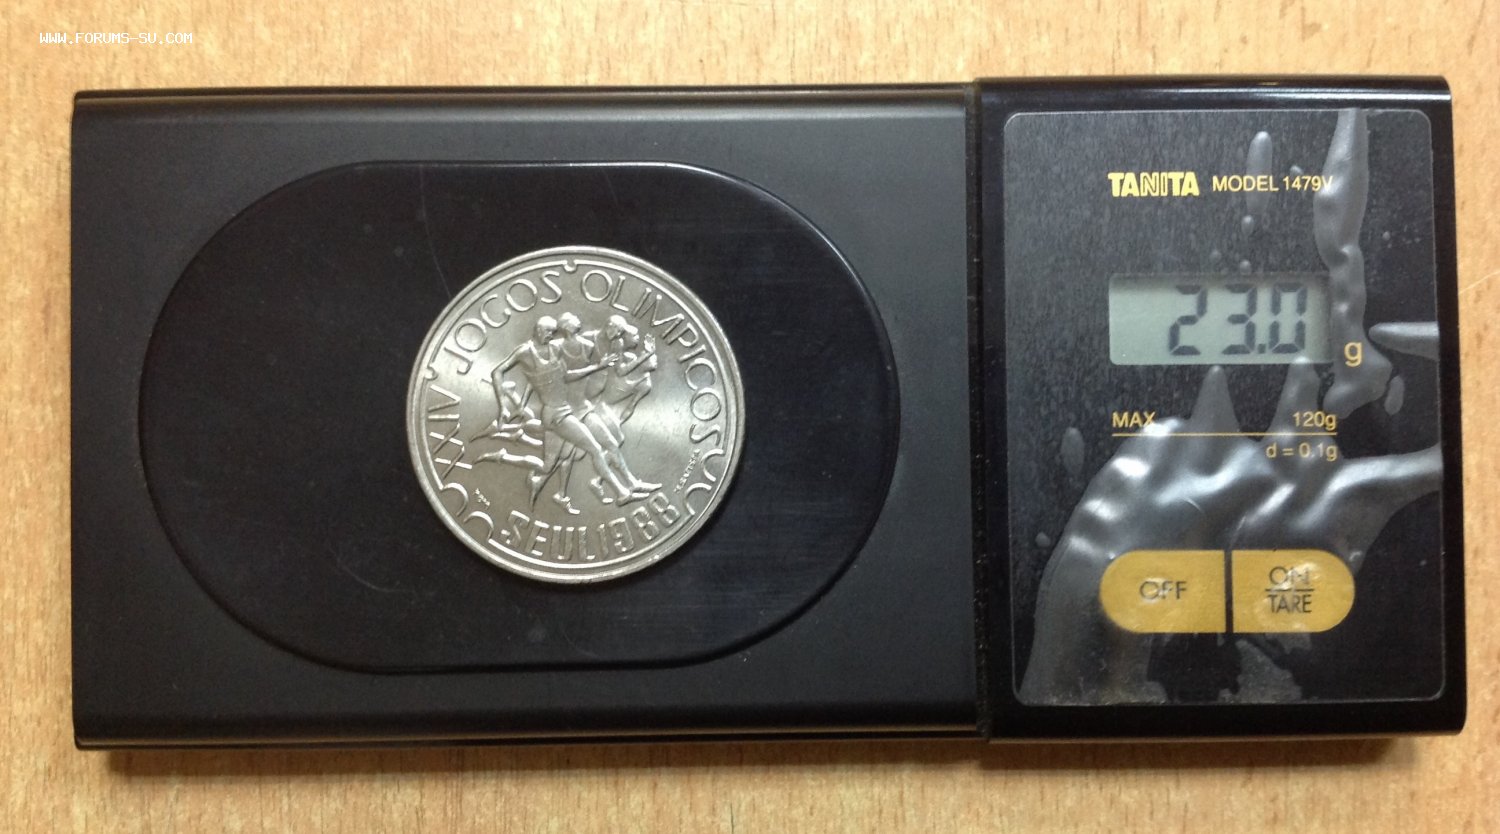 WWW.FORUMS-SU.COM
TANITA MODEL 1479V
23.0 g
MAX 120g
d = 0.1g
OFF
ON
TARE
XXIV JOGOS OLIMPICOS
SEUL 1988